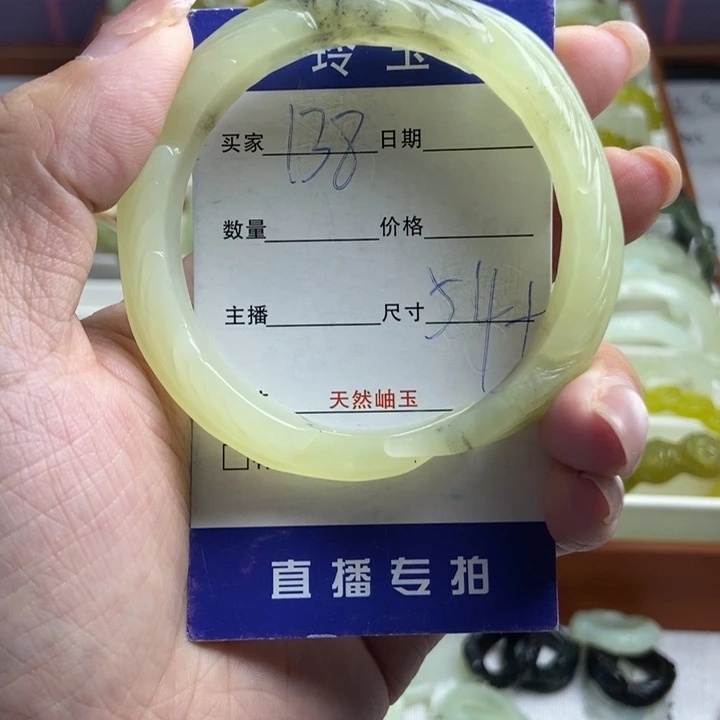 玲玉
买家 138 日期
数量 价格
主播 尺寸 54+
天然岫玉
直播专拍